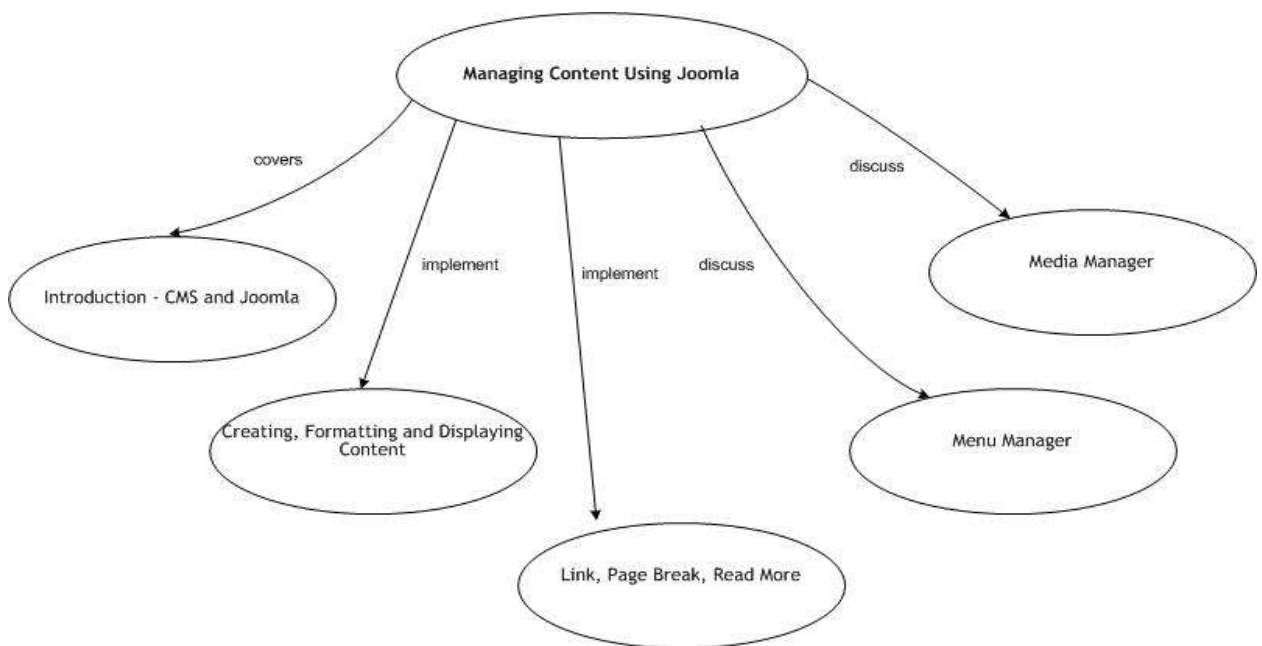 Managing Content Using Joomla
covers
discuss
implement
implement
discuss
Media Manager
Introduction - CMS and Joomla
Creating, Formatting and Displaying
Content
Menu Manager
Link, Page Break, Read More